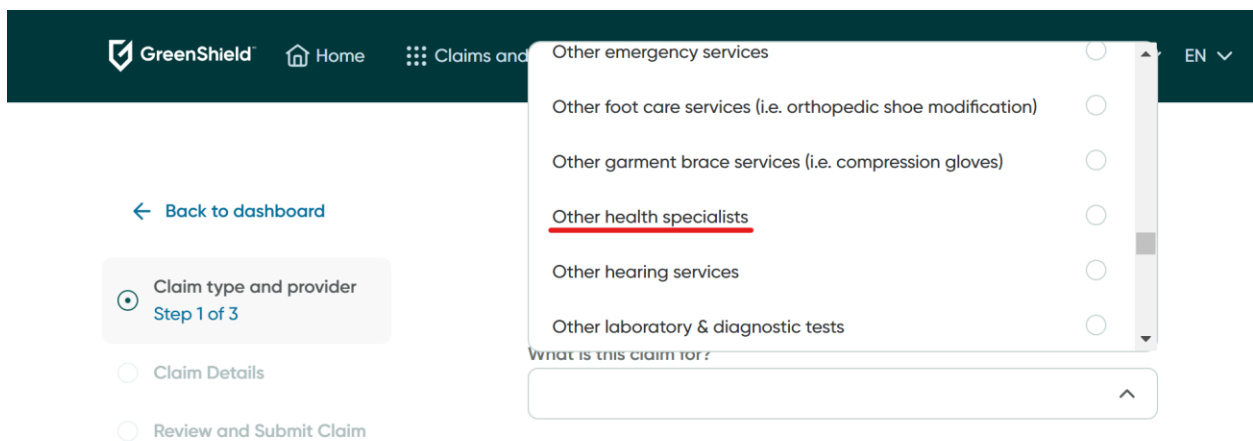 GreenShield™ Home Claims and EN
Other emergency services
Other foot care services (i.e. orthopedic shoe modification)
Other garment brace services (i.e. compression gloves)
Other health specialists
Other hearing services
Other laboratory & diagnostic tests
What is this claim for?
Back to dashboard
Claim type and provider
Step 1 of 3
Claim Details
Review and Submit Claim